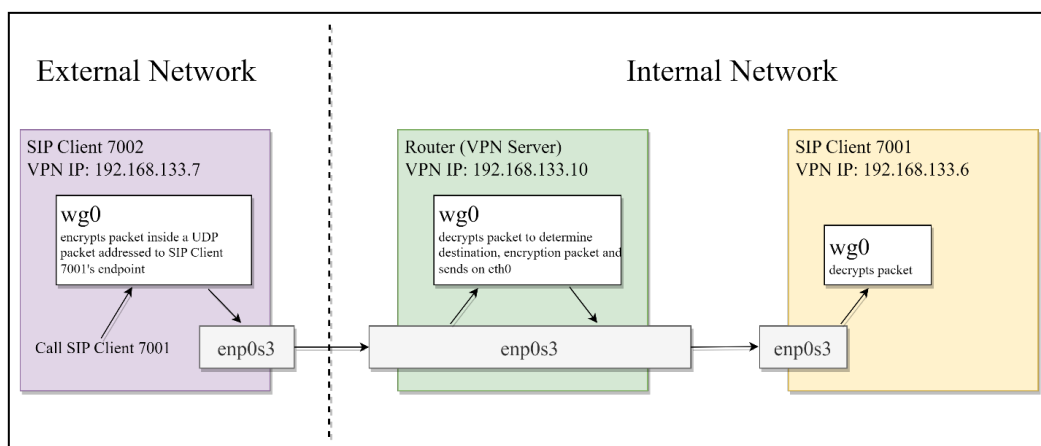 External Network
Internal Network
SIP Client 7002
VPN IP: 192.168.133.7
wg0
encrypts packet inside a UDP
packet addressed to SIP Client
7001's endpoint
Call SIP Client 7001
enp0s3
Router (VPN Server)
VPN IP: 192.168.133.10
wg0
decrypts packet to determine
destination, encryption packet and
sends on eth0
enp0s3
SIP Client 7001
VPN IP: 192.168.133.6
wg0
decrypts packet
enp0s3